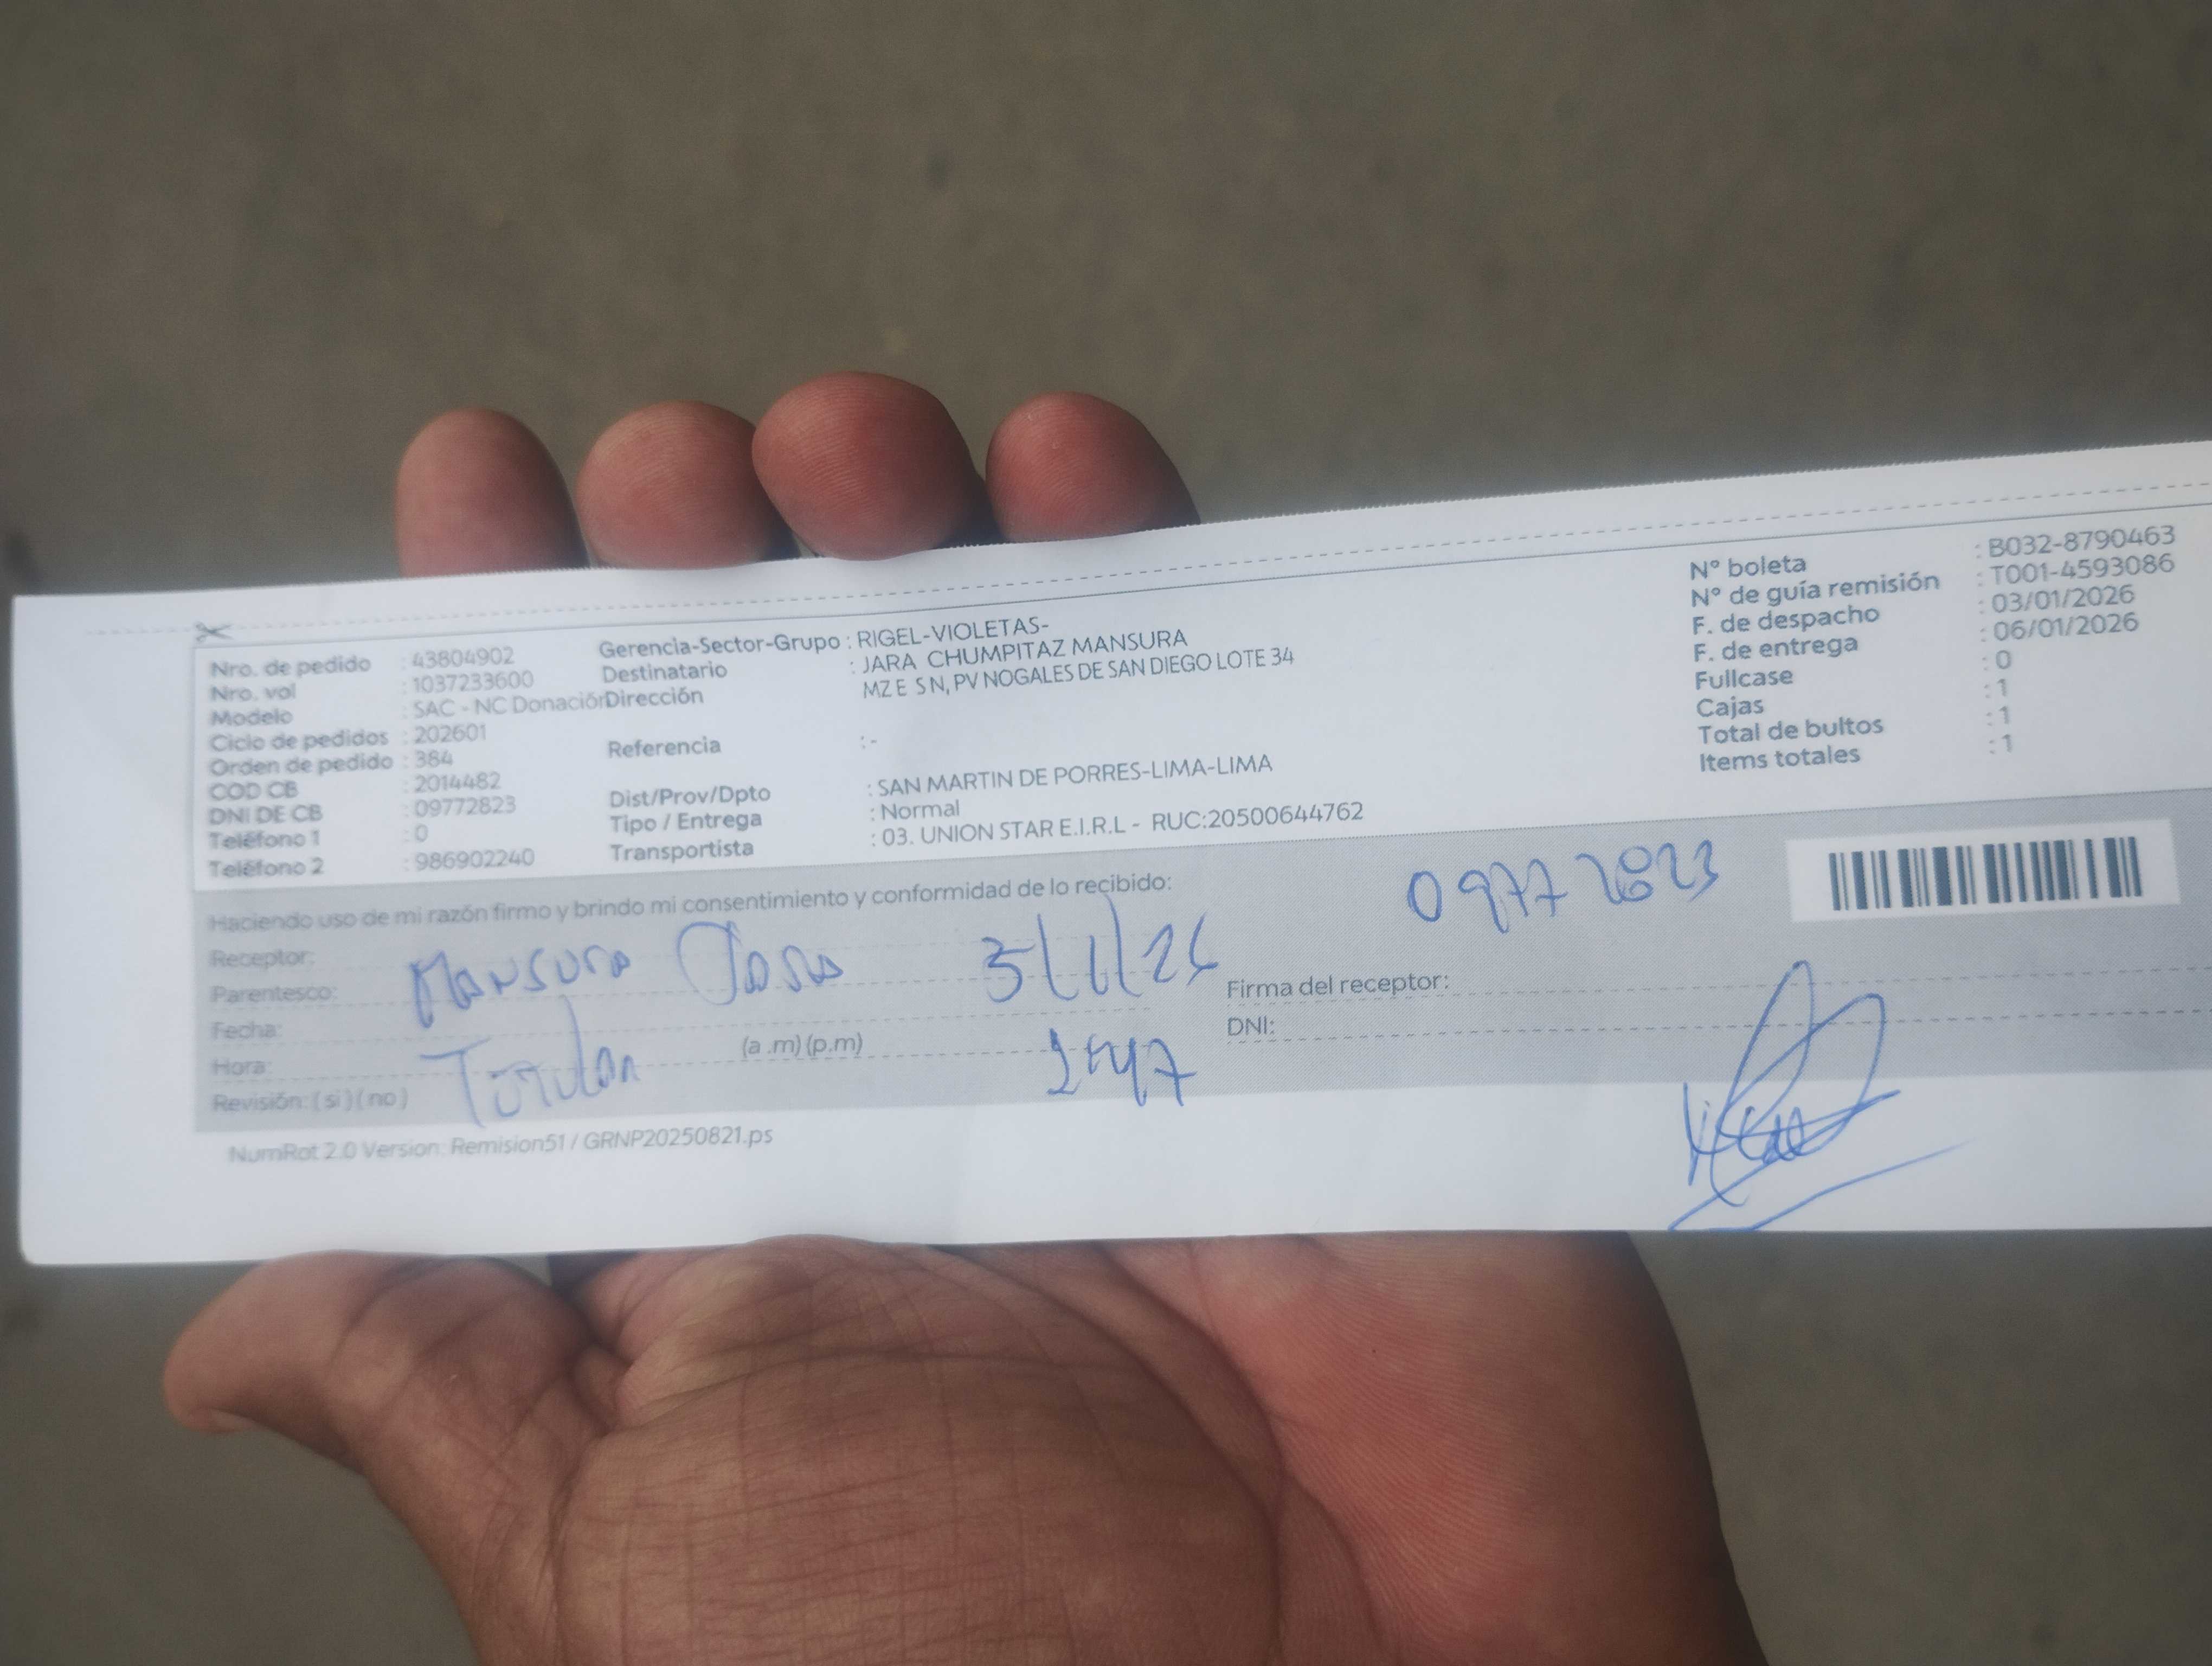 Nro. de pedido : 43804902
Nro. vol : 1037233600
Modelo : SAC - NC Donación
Ciclo de pedidos : 202601
Orden de pedido : 384
COD CB : 2014482
DNI DE CB : 09772823
Teléfono 1 : 0
Teléfono 2 : 986902240
Gerencia-Sector-Grupo : RIGEL-VIOLETAS-
Destinatario : JARA CHUMPITAZ MANSURA
Dirección MZ E S N, PV NOGALES DE SAN DIEGO LOTE 34
Referencia : -
Dist/Prov/Dpto : SAN MARTIN DE PORRES-LIMA-LIMA
Tipo / Entrega : Normal
Transportista : 03. UNION STAR E.I.R.L - RUC:20500644762
N° boleta : B032-8790463
N° de guía remisión : T001-4593086
F. de despacho : 03/01/2026
F. de entrega : 06/01/2026
Fullcase : 0
Cajas : 1
Total de bultos : 1
Items totales : 1
Haciendo uso de mi razón firmo y brindo mi consentimiento y conformidad de lo recibido:
09772823
Receptor:
Parentesco: Mansura Jara 5/1/26
Fecha:
Hora: (a .m) (p.m)
Revisión: ( si ) ( no ) Titular
Firma del receptor:
DNI:
NumRot 2.0 Version: Remision51 / GRNP20250821.ps